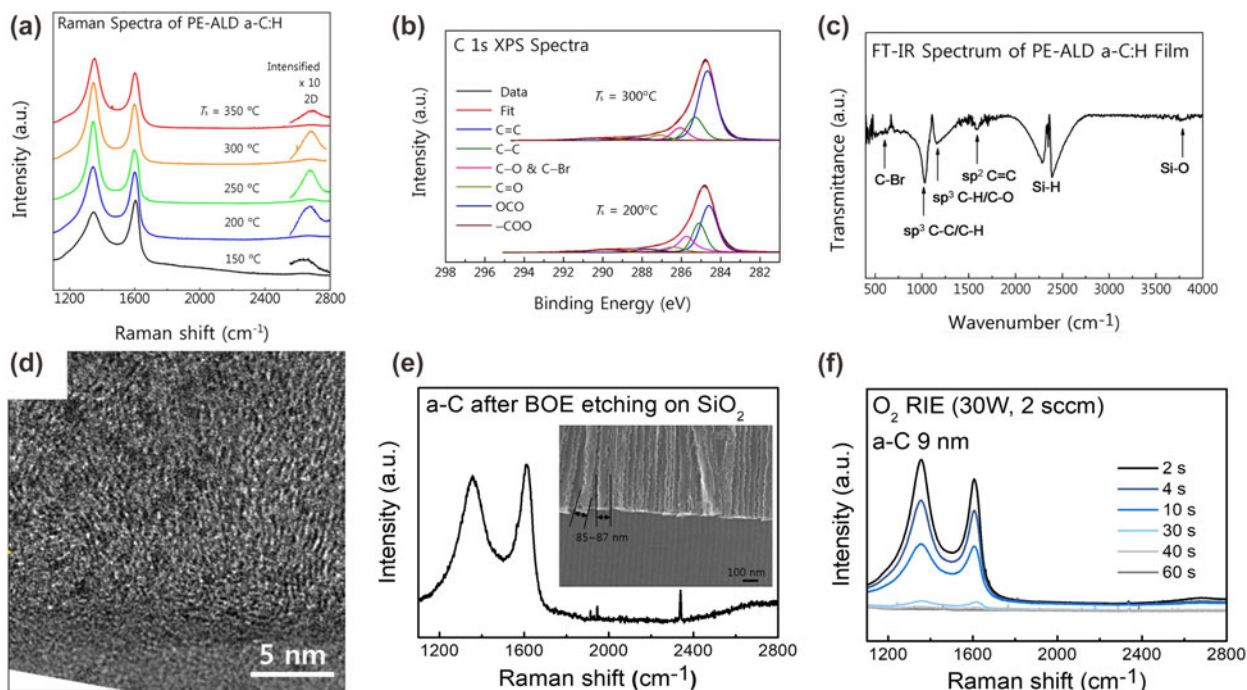 (a)
Raman Spectra of PE-ALD a-C:H
Intensity (a.u.)
Intensified
x 10
2D
Tₛ = 350 °C
300 °C
250 °C
200 °C
150 °C
1200 1600 2000 2400 2800
Raman shift (cm⁻¹)
(b)
C 1s XPS Spectra
Intensity (a.u.)
Data
Fit
C=C
C−C
C−O & C−Br
C=O
OCO
−COO
Tₛ = 300°C
Tₛ = 200°C
298 296 294 292 290 288 286 284 282
Binding Energy (eV)
(c)
FT-IR Spectrum of PE-ALD a-C:H Film
Transmittance (a.u.)
C-Br
sp³ C-C/C-H
sp³ C-H/C-O
sp² C=C
Si-H
Si-O
500 1000 1500 2000 2500 3000 3500 4000
Wavenumber (cm⁻¹)
(d)
5 nm
(e)
a-C after BOE etching on SiO₂
Intensity (a.u.)
85~87 nm
100 nm
1200 1600 2000 2400 2800
Raman shift (cm⁻¹)
(f)
O₂ RIE (30W, 2 sccm)
a-C 9 nm
Intensity (a.u.)
2 s
4 s
10 s
30 s
40 s
60 s
1200 1600 2000 2400 2800
Raman shift (cm⁻¹)